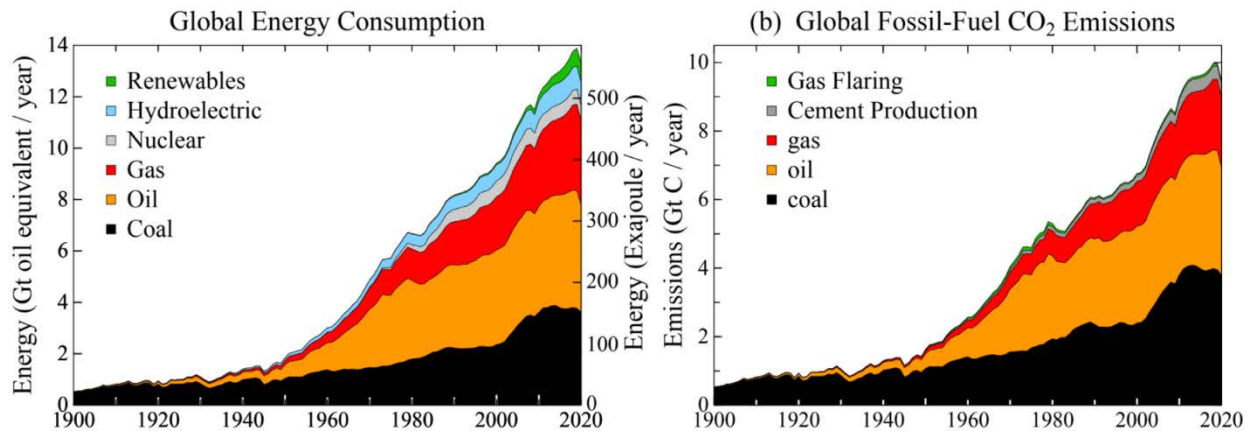 Global Energy Consumption
14
12
10
8
6
4
2
0
Energy (Gt oil equivalent / year)
Renewables
Hydroelectric
Nuclear
Gas
Oil
Coal
500
400
300
200
100
0
Energy (Exajoule / year)
1900 1920 1940 1960 1980 2000 2020
(b) Global Fossil-Fuel CO₂ Emissions
10
8
6
4
2
0
Emissions (Gt C / year)
Gas Flaring
Cement Production
gas
oil
coal
1900 1920 1940 1960 1980 2000 2020